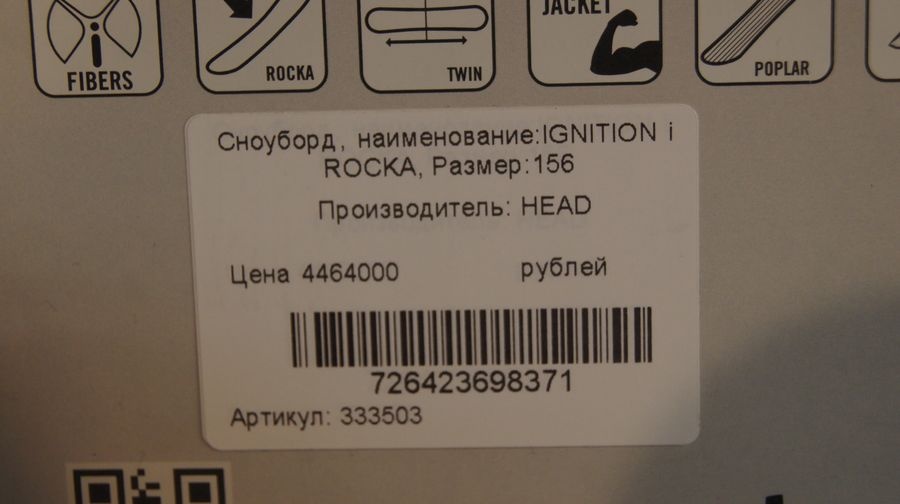 FIBERS
ROCKA
TWIN
JACKET
POPLAR
Сноуборд, наименование:IGNITION i
ROCKA, Размер:156
Производитель: HEAD
Цена 4464000 рублей
726423698371
Артикул: 333503